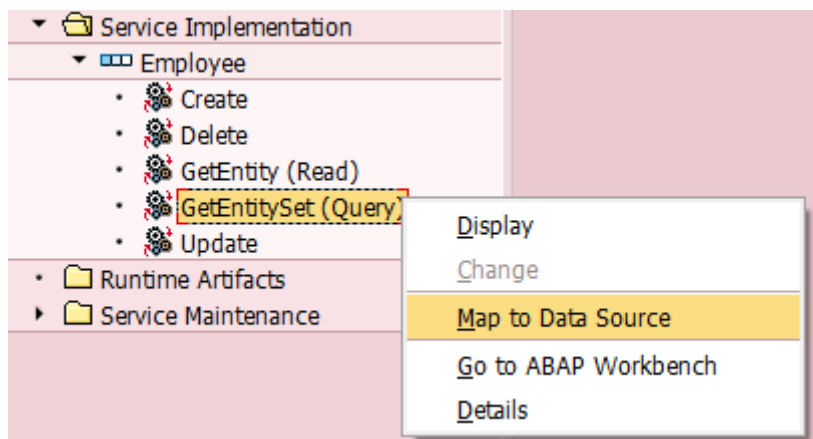 Service Implementation
Employee
Create
Delete
GetEntity (Read)
GetEntitySet (Query)
Update
Runtime Artifacts
Service Maintenance
Display
Change
Map to Data Source
Go to ABAP Workbench
Details